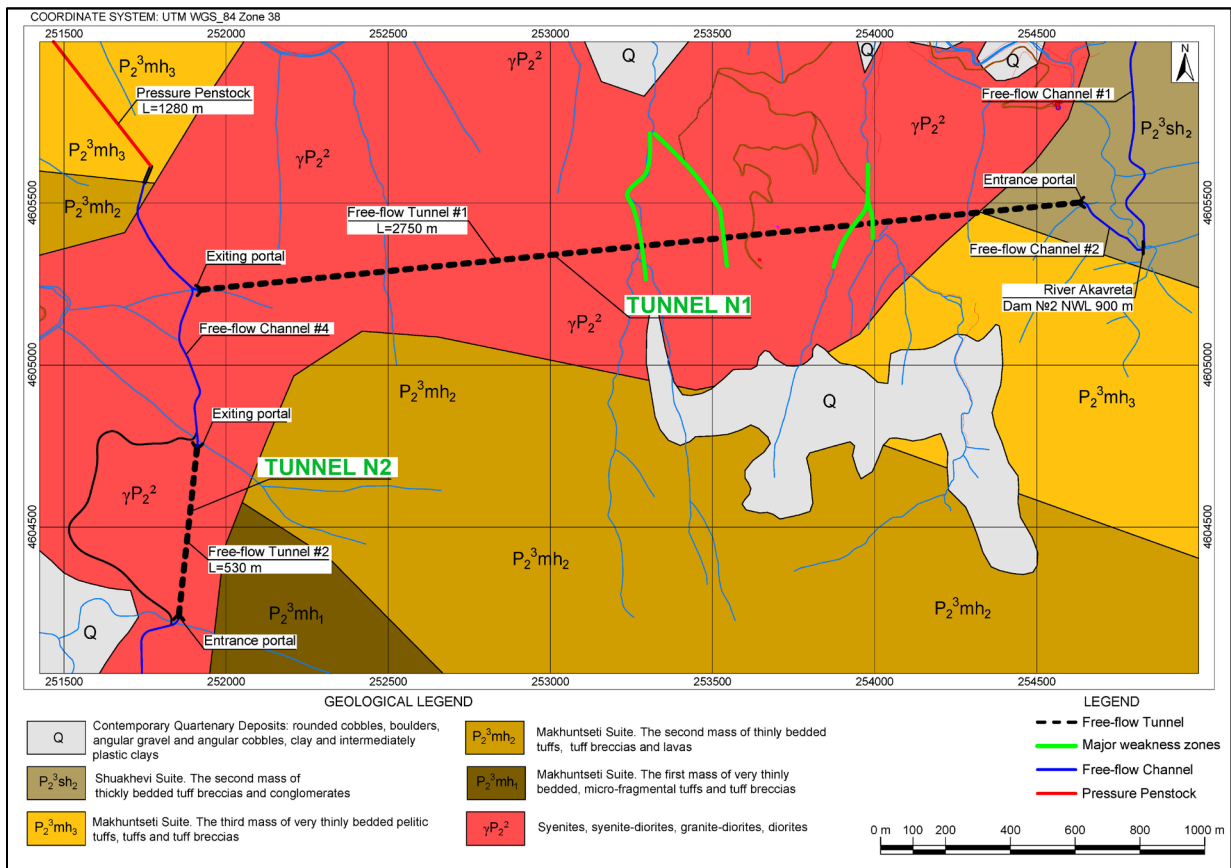 COORDINATE SYSTEM: UTM WGS_84 Zone 38
251500 252000 252500 253000 253500 254000 254500
P₂³mh₃
γP₂²
Q
Q
Q
N
Pressure Penstock
L=1280 m
Free-flow Channel #1
γP₂²
P₂³sh₂
P₂³mh₃
γP₂²
P₂³mh₂
Entrance portal
4605500
4605500
Free-flow Tunnel #1
L=2750 m
Free-flow Channel #2
Exiting portal
River Akavreta
Dam №2 NWL 900 m
TUNNEL N1
Free-flow Channel #4
γP₂²
4605000
4605000
P₂³mh₂
P₂³mh₃
Q
Exiting portal
TUNNEL N2
γP₂²
4604500
4604500
Free-flow Tunnel #2
L=530 m
P₂³mh₂
P₂³mh₁
P₂³mh₂
Q
Entrance portal
251500 252000 252500 253000 253500 254000 254500
GEOLOGICAL LEGEND
Q
Contemporary Quartenary Deposits: rounded cobbles, boulders,
angular gravel and angular cobbles, clay and intermediately
plastic clays
P₂³sh₂
Shuakhevi Suite. The second mass of
thickly bedded tuff breccias and conglomerates
P₂³mh₃
Makhuntseti Suite. The third mass of very thinly bedded pelitic
tuffs, tuffs and tuff breccias
P₂³mh₂
Makhuntseti Suite. The second mass of thinly bedded
tuffs, tuff breccias and lavas
P₂³mh₁
Makhuntseti Suite. The first mass of very thinly
bedded, micro-fragmental tuffs and tuff breccias
γP₂²
Syenites, syenite-diorites, granite-diorites, diorites
LEGEND
Free-flow Tunnel
Major weakness zones
Free-flow Channel
Pressure Penstock
0 m 100 200 400 600 800 1000 m